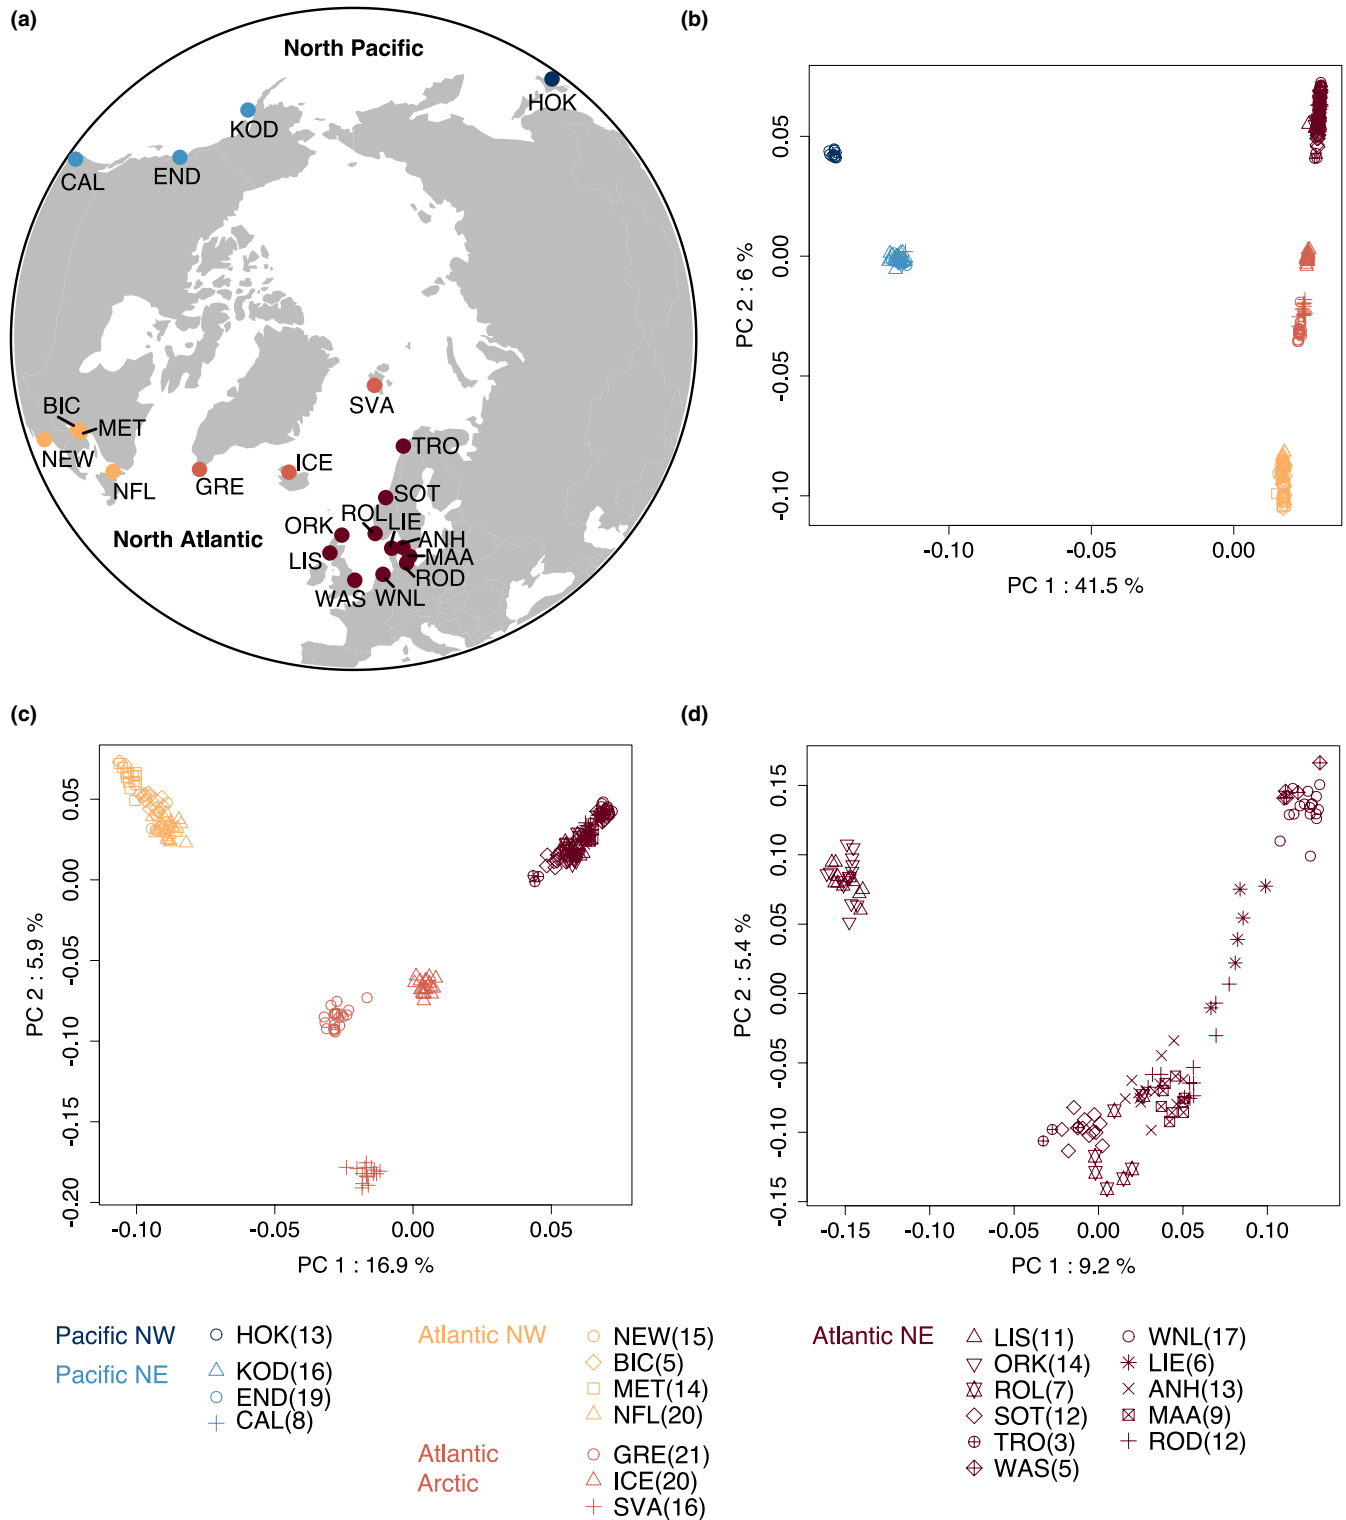 (a)
North Pacific
HOK
KOD
CAL
END
SVA
BIC
MET
NEW
NFL
GRE
ICE
TRO
SOT
ROL
LIE
ORK
ANH
North Atlantic
LIS
MAA
ROD
WAS
WNL
(b)
0.05
0.00
-0.05
-0.10
PC 2 : 6 %
-0.10
-0.05
0.00
PC 1 : 41.5 %
(c)
0.05
0.00
-0.05
-0.10
-0.15
-0.20
PC 2 : 5.9 %
-0.10
-0.05
0.00
0.05
PC 1 : 16.9 %
(d)
0.15
0.10
0.05
0.00
-0.05
-0.10
-0.15
PC 2 : 5.4 %
-0.15
-0.10
-0.05
0.00
0.05
0.10
PC 1 : 9.2 %
Pacific NW
HOK(13)
Pacific NE
KOD(16)
END(19)
CAL(8)
Atlantic NW
NEW(15)
BIC(5)
MET(14)
NFL(20)
Atlantic
Arctic
GRE(21)
ICE(20)
SVA(16)
Atlantic NE
LIS(11)
ORK(14)
ROL(7)
SOT(12)
TRO(3)
WAS(5)
WNL(17)
LIE(6)
ANH(13)
MAA(9)
ROD(12)